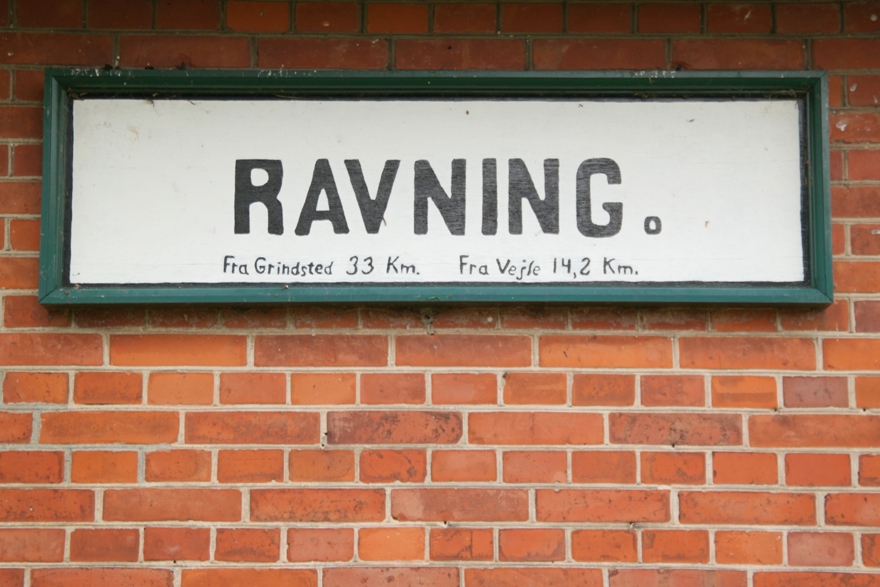 RAVNING.
Fra Grindsted 33 Km. Fra Vejle 14,2 Km.